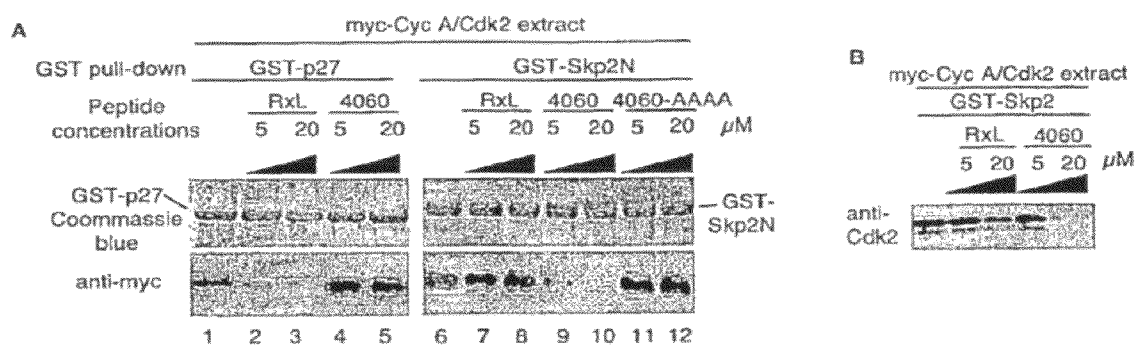 A
myc-Cyc A/Cdk2 extract
GST pull-down GST-p27 GST-Skp2N
Peptide concentrations RxL 4060 RxL 4060 4060-AAAA
5 20 5 20 5 20 5 20 5 20 µM
GST-p27
Coommassie
blue
GST-
Skp2N
anti-myc
1 2 3 4 5 6 7 8 9 10 11 12
B
myc-Cyc A/Cdk2 extract
GST-Skp2
RxL 4060
5 20 5 20 µM
anti-
Cdk2